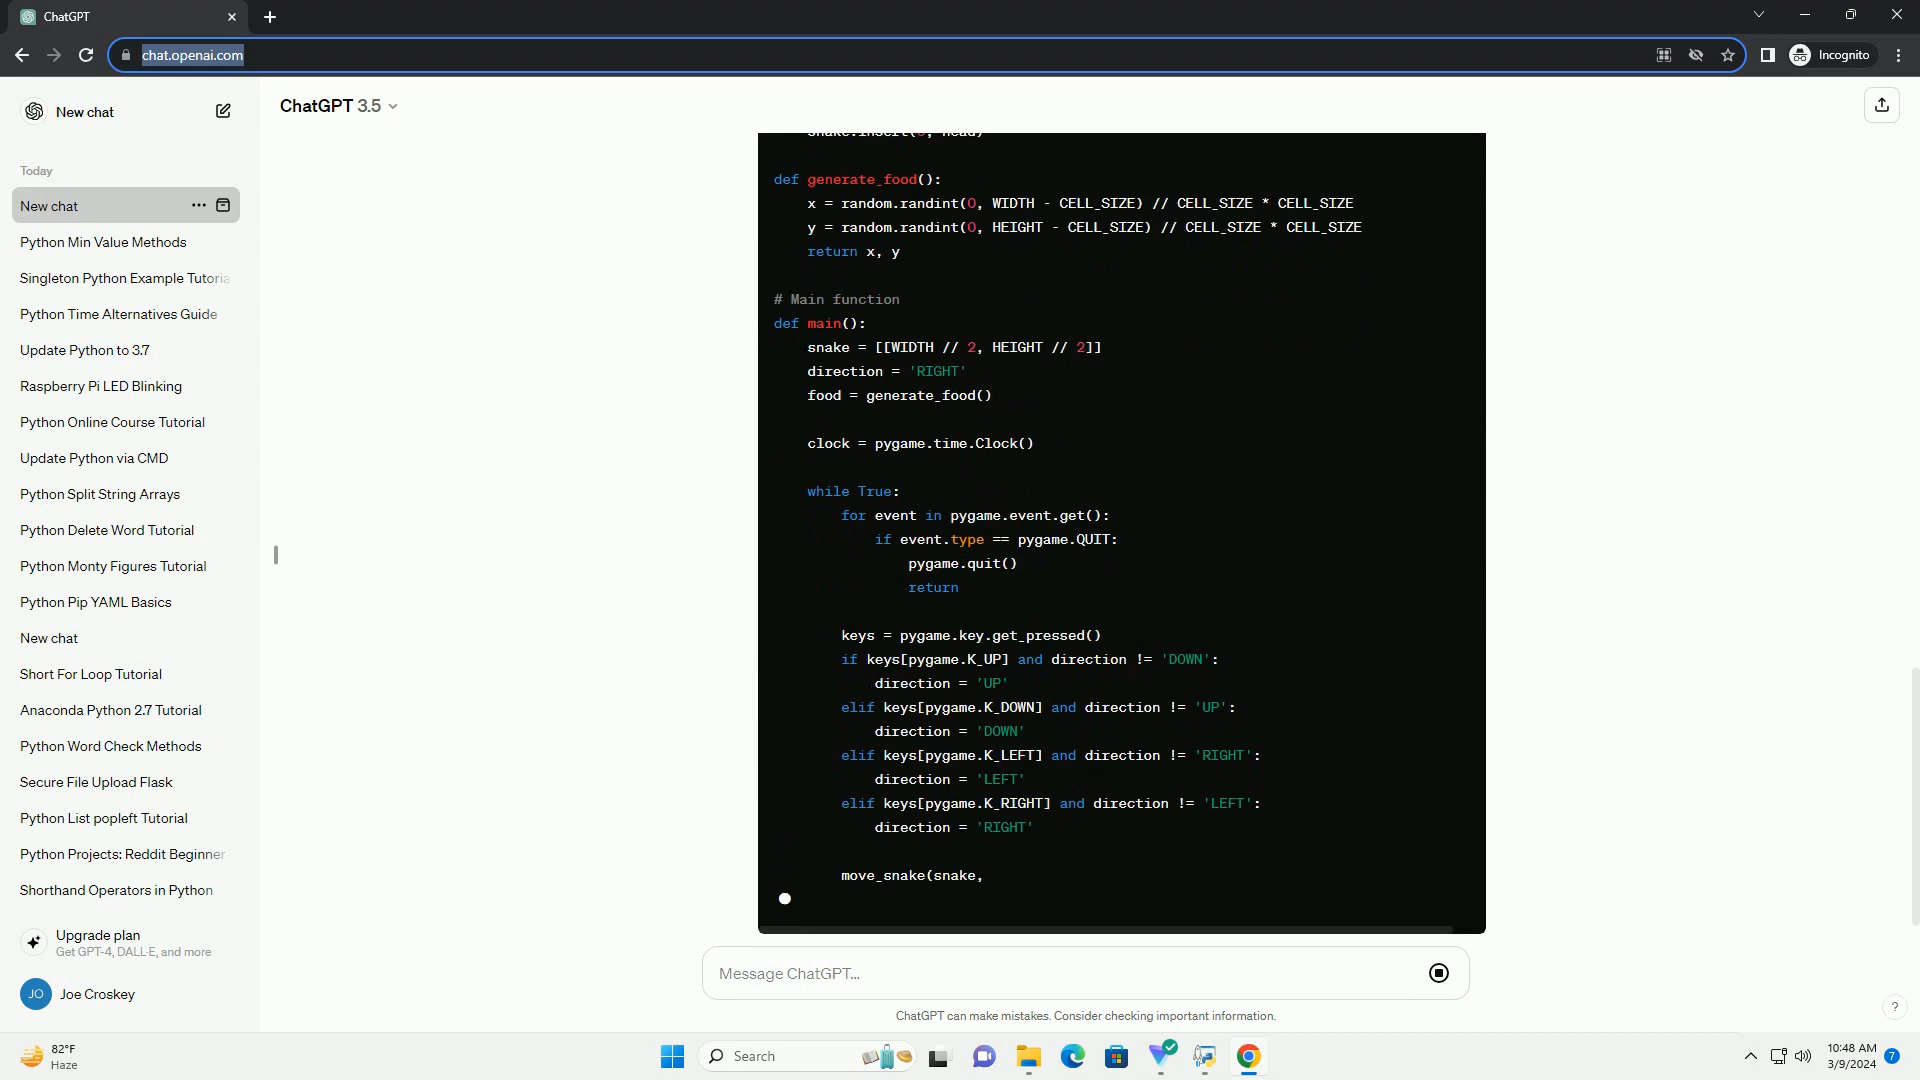 ChatGPT
chat.openai.com
Incognito
New chat
ChatGPT 3.5
Today
New chat
Python Min Value Methods
Singleton Python Example Tutoria
Python Time Alternatives Guide
Update Python to 3.7
Raspberry Pi LED Blinking
Python Online Course Tutorial
Update Python via CMD
Python Split String Arrays
Python Delete Word Tutorial
Python Monty Figures Tutorial
Python Pip YAML Basics
New chat
Short For Loop Tutorial
Anaconda Python 2.7 Tutorial
Python Word Check Methods
Secure File Upload Flask
Python List popleft Tutorial
Python Projects: Reddit Beginner
Shorthand Operators in Python
Upgrade plan
Get GPT-4, DALL·E, and more
JO Joe Croskey
snake.insert(0, head)
def generate_food():
x = random.randint(0, WIDTH - CELL_SIZE) // CELL_SIZE * CELL_SIZE
y = random.randint(0, HEIGHT - CELL_SIZE) // CELL_SIZE * CELL_SIZE
return x, y
# Main function
def main():
snake = [[WIDTH // 2, HEIGHT // 2]]
direction = 'RIGHT'
food = generate_food()
clock = pygame.time.Clock()
while True:
for event in pygame.event.get():
if event.type == pygame.QUIT:
pygame.quit()
return
keys = pygame.key.get_pressed()
if keys[pygame.K_UP] and direction != 'DOWN':
direction = 'UP'
elif keys[pygame.K_DOWN] and direction != 'UP':
direction = 'DOWN'
elif keys[pygame.K_LEFT] and direction != 'RIGHT':
direction = 'LEFT'
elif keys[pygame.K_RIGHT] and direction != 'LEFT':
direction = 'RIGHT'
move_snake(snake,
Message ChatGPT...
ChatGPT can make mistakes. Consider checking important information.
?
82°F
Haze
Search
10:48 AM
3/9/2024
7